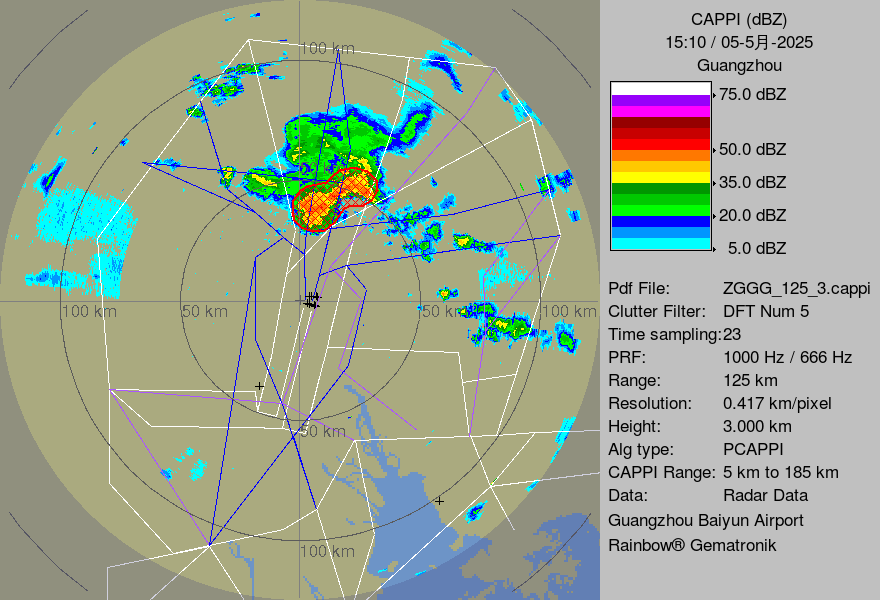 CAPPI (dBZ)
15:10 / 05-5月-2025
Guangzhou
75.0 dBZ
50.0 dBZ
35.0 dBZ
20.0 dBZ
5.0 dBZ
Pdf File: ZGGG_125_3.cappi
Clutter Filter: DFT Num 5
Time sampling:23
PRF: 1000 Hz / 666 Hz
Range: 125 km
Resolution: 0.417 km/pixel
Height: 3.000 km
Alg type: PCAPPI
CAPPI Range: 5 km to 185 km
Data: Radar Data
Guangzhou Baiyun Airport
Rainbow® Gematronik
100 km
100 km
50 km
50 km
100 km
50 km
100 km